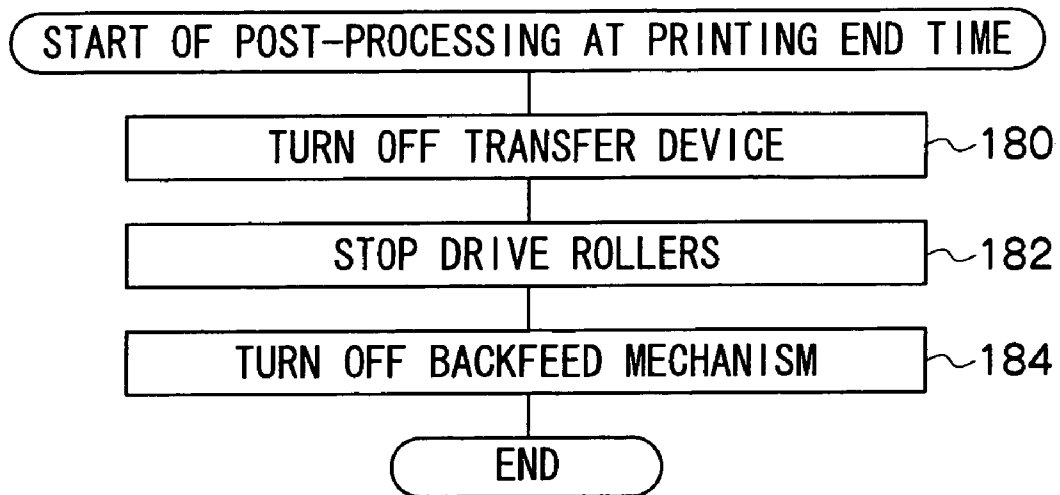 START OF POST-PROCESSING AT PRINTING END TIME
TURN OFF TRANSFER DEVICE 180
STOP DRIVE ROLLERS 182
TURN OFF BACKFEED MECHANISM 184
END